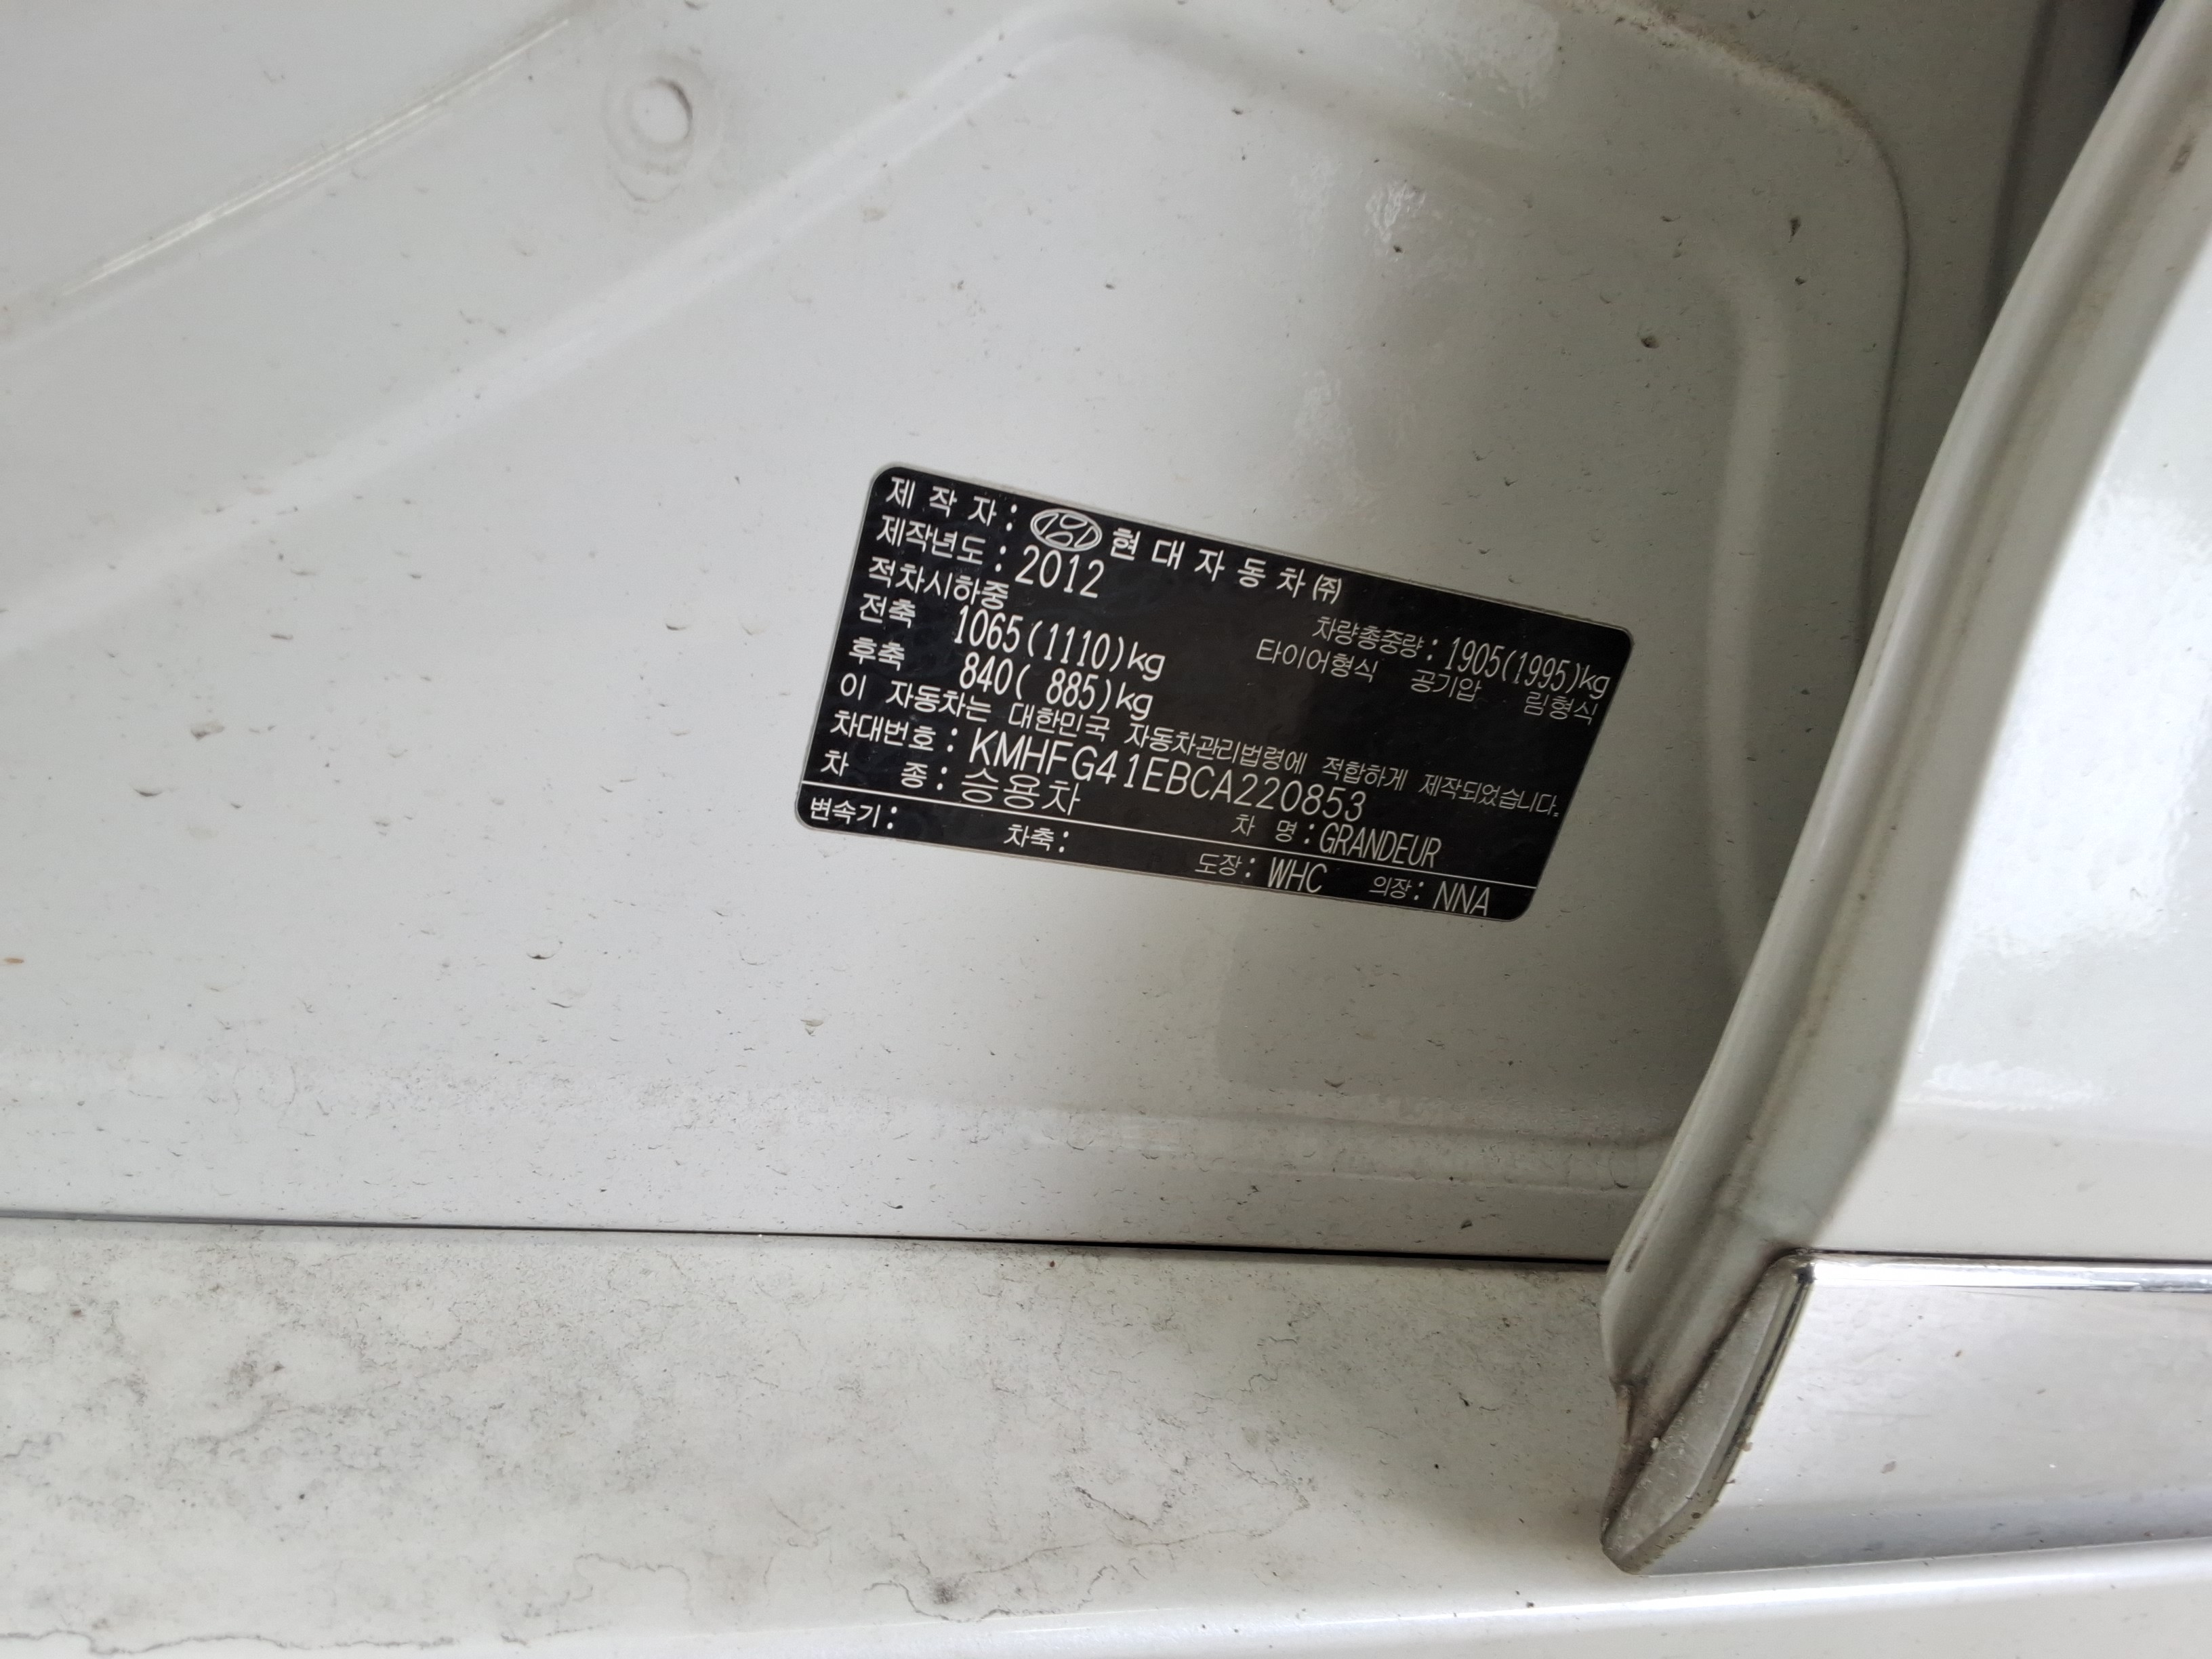 제 작 자 : 현 대 자 동 차 ㈜
제작년도 : 2012
적차시하중 차량총중량 : 1905(1995)kg
전축 1065(1110)kg 타이어형식 공기압 림형식
후축 840( 885)kg
이 자동차는 대한민국 자동차관리법령에 적합하게 제작되었습니다.
차대번호 : KMHFG41EBCA220853
차 종 : 승용차 차 명 : GRANDEUR
변속기 : 차축 : 도장 : WHC 의장 : NNA